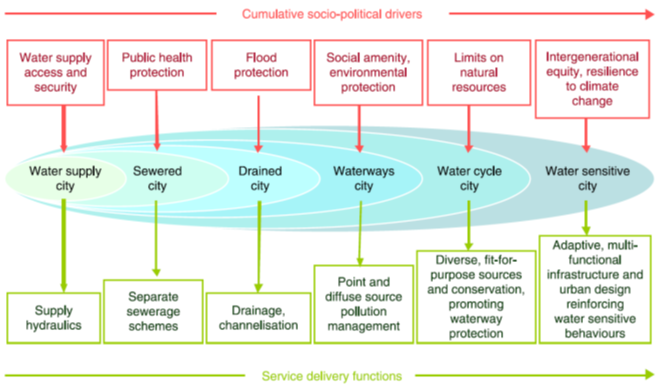 Cumulative socio-political drivers
Water supply
access and
security
Public health
protection
Flood
protection
Social amenity,
environmental
protection
Limits on
natural
resources
Intergenerational
equity, resilience
to climate
change
Water supply
city
Sewered
city
Drained
city
Waterways
city
Water cycle
city
Water sensitive
city
Supply
hydraulics
Separate
sewerage
schemes
Drainage,
channelisation
Point and
diffuse source
pollution
management
Diverse, fit-for-
purpose sources
and conservation,
promoting
waterway
protection
Adaptive, multi-
functional
infrastructure and
urban design
reinforcing
water sensitive
behaviours
Service delivery functions